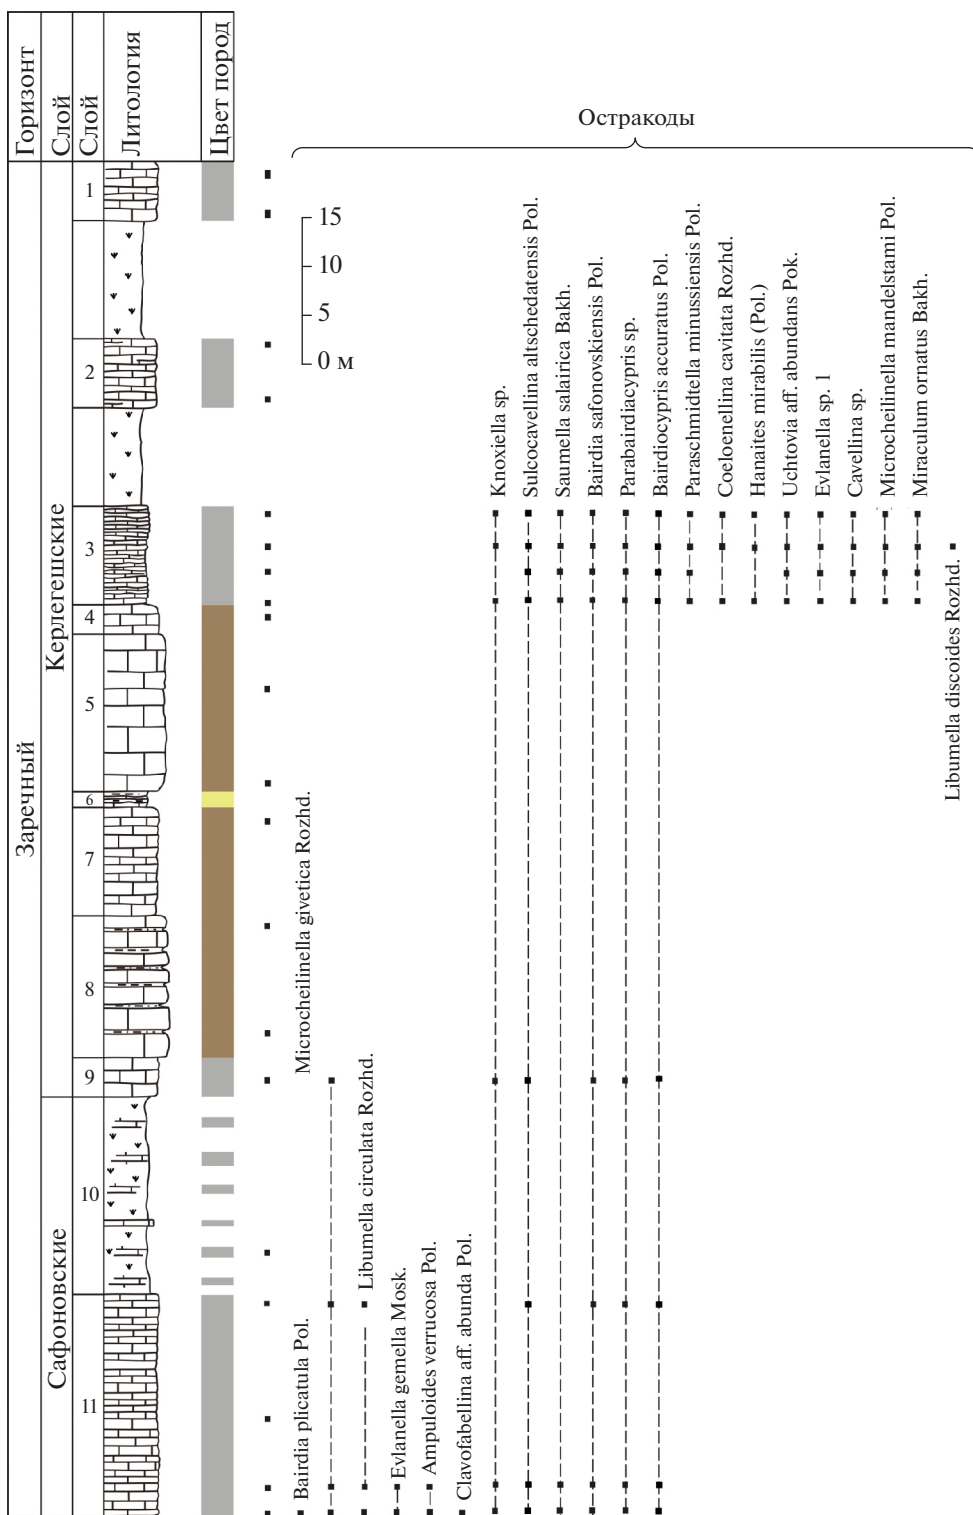 Горизонт
Слой
Слой
Литология
Цвет пород
Остракоды
Заречный
Керлегешские
Сафоновские
1
2
3
4
5
6
7
8
9
10
11
15
10
5
0 м
Knoxiella sp.
Sulcocavellina altschedatensis Pol.
Saumella salairica Bakh.
Bairdia safonovskiensis Pol.
Parabairdiacypris sp.
Bairdiocypris accuratus Pol.
Paraschmidtella minussiensis Pol.
Coeloenellina cavitata Rozhd.
Hanaites mirabilis (Pol.)
Uchtovia aff. abundans Pok.
Evlanella sp. 1
Cavellina sp.
Microcheilinella mandelstami Pol.
Miraculum ornatus Bakh.
Libumella discoides Rozhd.
Microcheilinella givetica Rozhd.
Libumella circulata Rozhd.
Bairdia plicatula Pol.
Evlanella gemella Mosk.
Ampuloides verrucosa Pol.
Clavofabellina aff. abunda Pol.